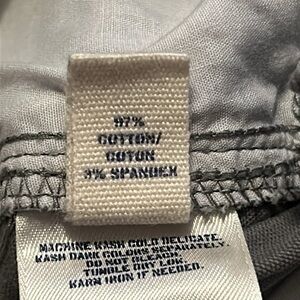 97%
COTTON/
COTON
3% SPANDEX
MACHINE WASH COLD DELICATE.
WASH DARK COLORS SEPARATELY.
DO NOT BLEACH.
TUMBLE DRY LOW.
WARM IRON IF NEEDED.